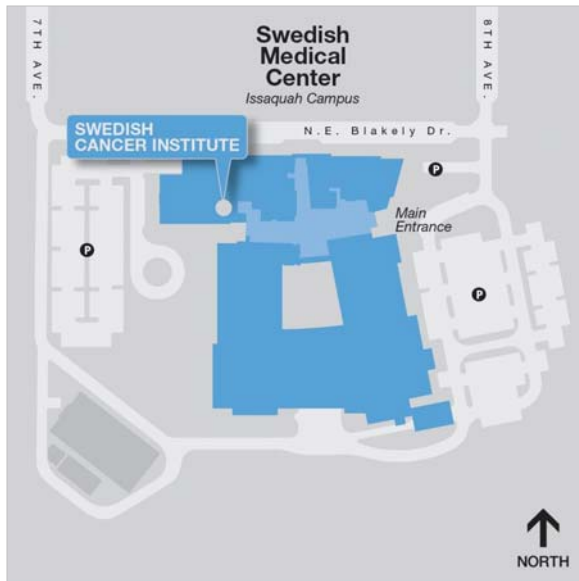 7TH AVE.
Swedish
Medical
Center
Issaquah Campus
8TH AVE.
SWEDISH
CANCER INSTITUTE
N.E. Blakely Dr.
P
Main
Entrance
P
P
NORTH